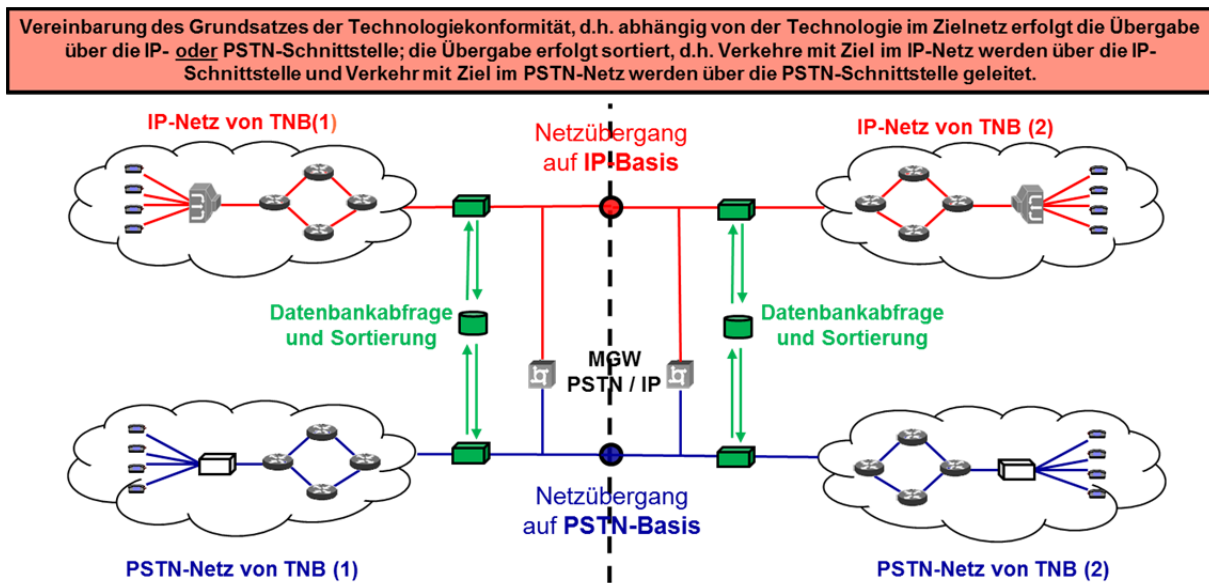 Vereinbarung des Grundsatzes der Technologiekonformität, d.h. abhängig von der Technologie im Zielnetz erfolgt die Übergabe
über die IP- oder PSTN-Schnittstelle; die Übergabe erfolgt sortiert, d.h. Verkehre mit Ziel im IP-Netz werden über die IP-
Schnittstelle und Verkehr mit Ziel im PSTN-Netz werden über die PSTN-Schnittstelle geleitet.
IP-Netz von TNB(1)
Netzübergang
auf IP-Basis
IP-Netz von TNB (2)
Datenbankabfrage
und Sortierung
Datenbankabfrage
und Sortierung
MGW
PSTN / IP
Netzübergang
auf PSTN-Basis
PSTN-Netz von TNB (1)
PSTN-Netz von TNB (2)